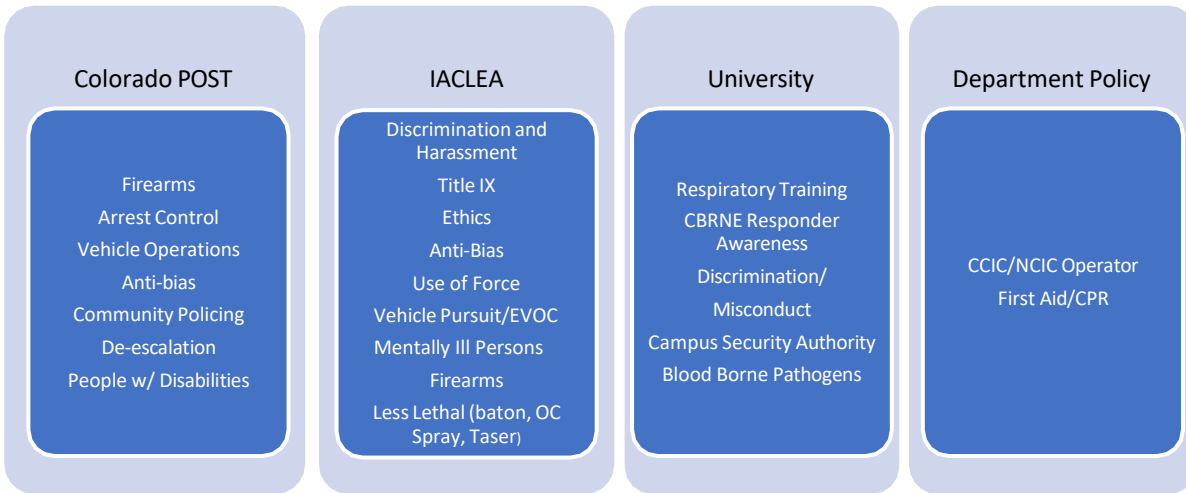 Colorado POST
Firearms
Arrest Control
Vehicle Operations
Anti-bias
Community Policing
De-escalation
People w/ Disabilities
IACLEA
Discrimination and
Harassment
Title IX
Ethics
Anti-Bias
Use of Force
Vehicle Pursuit/EVOC
Mentally Ill Persons
Firearms
Less Lethal (baton, OC
Spray, Taser)
University
Respiratory Training
CBRNE Responder
Awareness
Discrimination/
Misconduct
Campus Security Authority
Blood Borne Pathogens
Department Policy
CCIC/NCIC Operator
First Aid/CPR